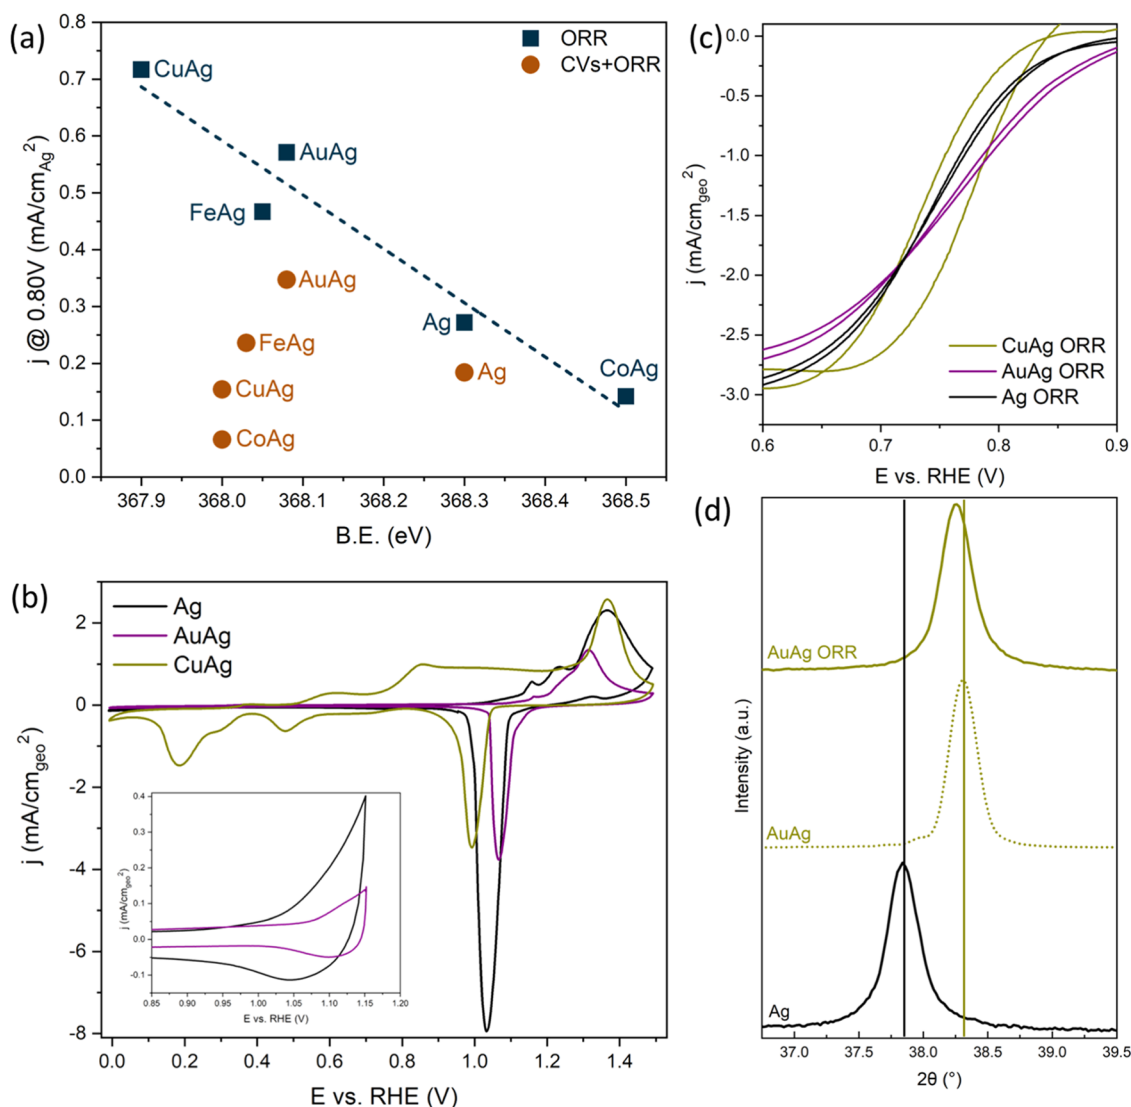 (a)
0.8
0.7
0.6
0.5
0.4
0.3
0.2
0.1
0.0
j @ 0.80V (mA/cm_Ag^2)
ORR
CVs+ORR
CuAg
AuAg
FeAg
AuAg
Ag
FeAg
Ag
CoAg
CuAg
CoAg
367.9 368.0 368.1 368.2 368.3 368.4 368.5
B.E. (eV)
(b)
2
0
-2
-4
-6
-8
j (mA/cm_geo^2)
Ag
AuAg
CuAg
0.4
0.3
0.2
0.1
0.0
-0.1
j (mA/cm_geo^2)
0.85 0.90 0.95 1.00 1.05 1.10 1.15 1.20
E vs. RHE (V)
0.0 0.2 0.4 0.6 0.8 1.0 1.2 1.4
E vs. RHE (V)
(c)
0.0
-0.5
-1.0
-1.5
-2.0
-2.5
-3.0
j (mA/cm_geo^2)
CuAg ORR
AuAg ORR
Ag ORR
0.6 0.7 0.8 0.9
E vs. RHE (V)
(d)
Intensity (a.u.)
AuAg ORR
AuAg
Ag
37.0 37.5 38.0 38.5 39.0 39.5
2θ (°)